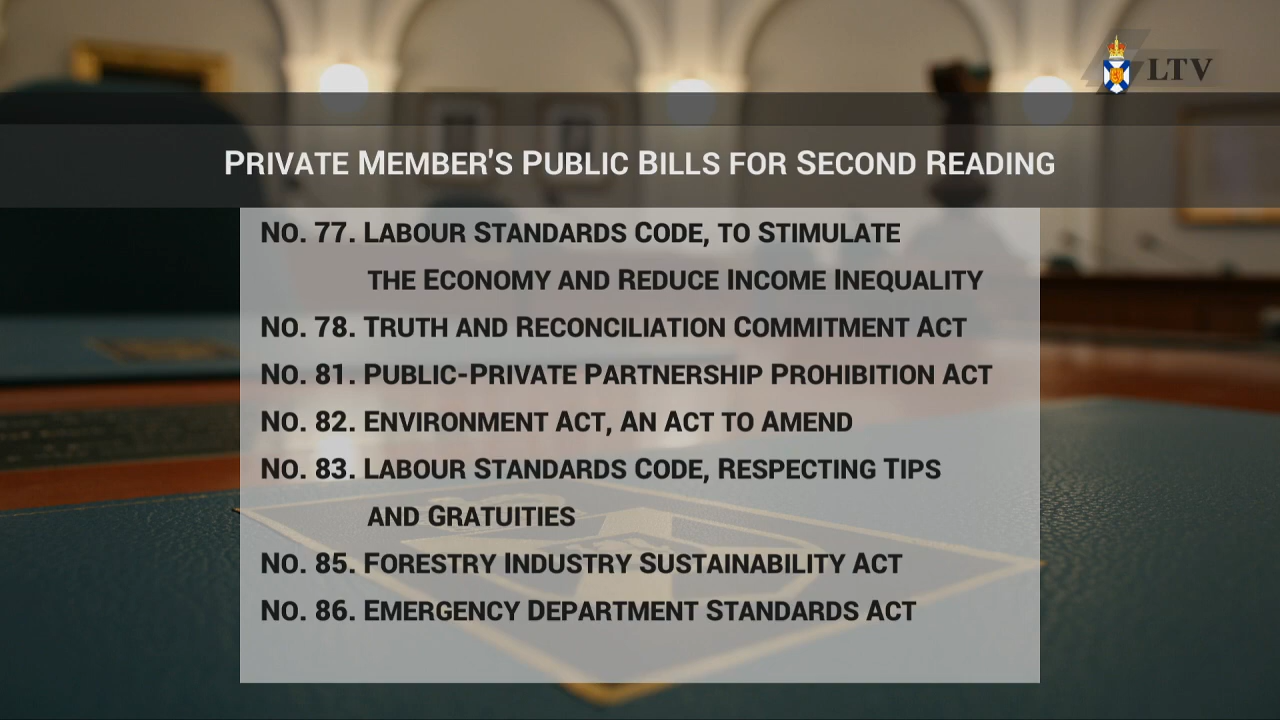 LTV
PRIVATE MEMBER'S PUBLIC BILLS FOR SECOND READING
NO. 77. LABOUR STANDARDS CODE, TO STIMULATE
THE ECONOMY AND REDUCE INCOME INEQUALITY
NO. 78. TRUTH AND RECONCILIATION COMMITMENT ACT
NO. 81. PUBLIC-PRIVATE PARTNERSHIP PROHIBITION ACT
NO. 82. ENVIRONMENT ACT, AN ACT TO AMEND
NO. 83. LABOUR STANDARDS CODE, RESPECTING TIPS
AND GRATUITIES
NO. 85. FORESTRY INDUSTRY SUSTAINABILITY ACT
NO. 86. EMERGENCY DEPARTMENT STANDARDS ACT